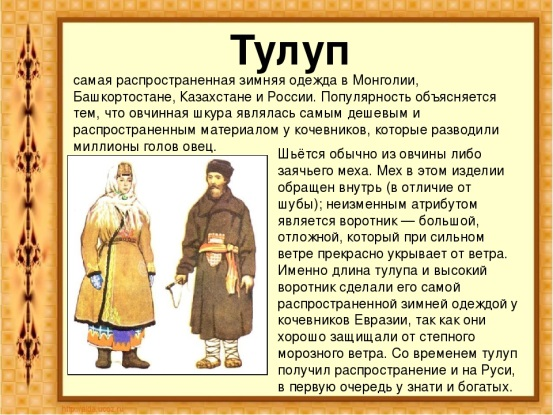 Тулуп
самая распространенная зимняя одежда в Монголии,
Башкортостане, Казахстане и России. Популярность объясняется
тем, что овчинная шкура являлась самым дешевым и
распространенным материалом у кочевников, которые разводили
миллионы голов овец.
Шьётся обычно из овчины либо
заячьего меха. Мех в этом изделии
обращен внутрь (в отличие от
шубы); неизменным атрибутом
является воротник — большой,
отложной, который при сильном
ветре прекрасно укрывает от ветра.
Именно длина тулупа и высокий
воротник сделали его самой
распространенной зимней одеждой у
кочевников Евразии, так как они
хорошо защищали от степного
морозного ветра. Со временем тулуп
получил распространение и на Руси,
в первую очередь у знати и богатых.